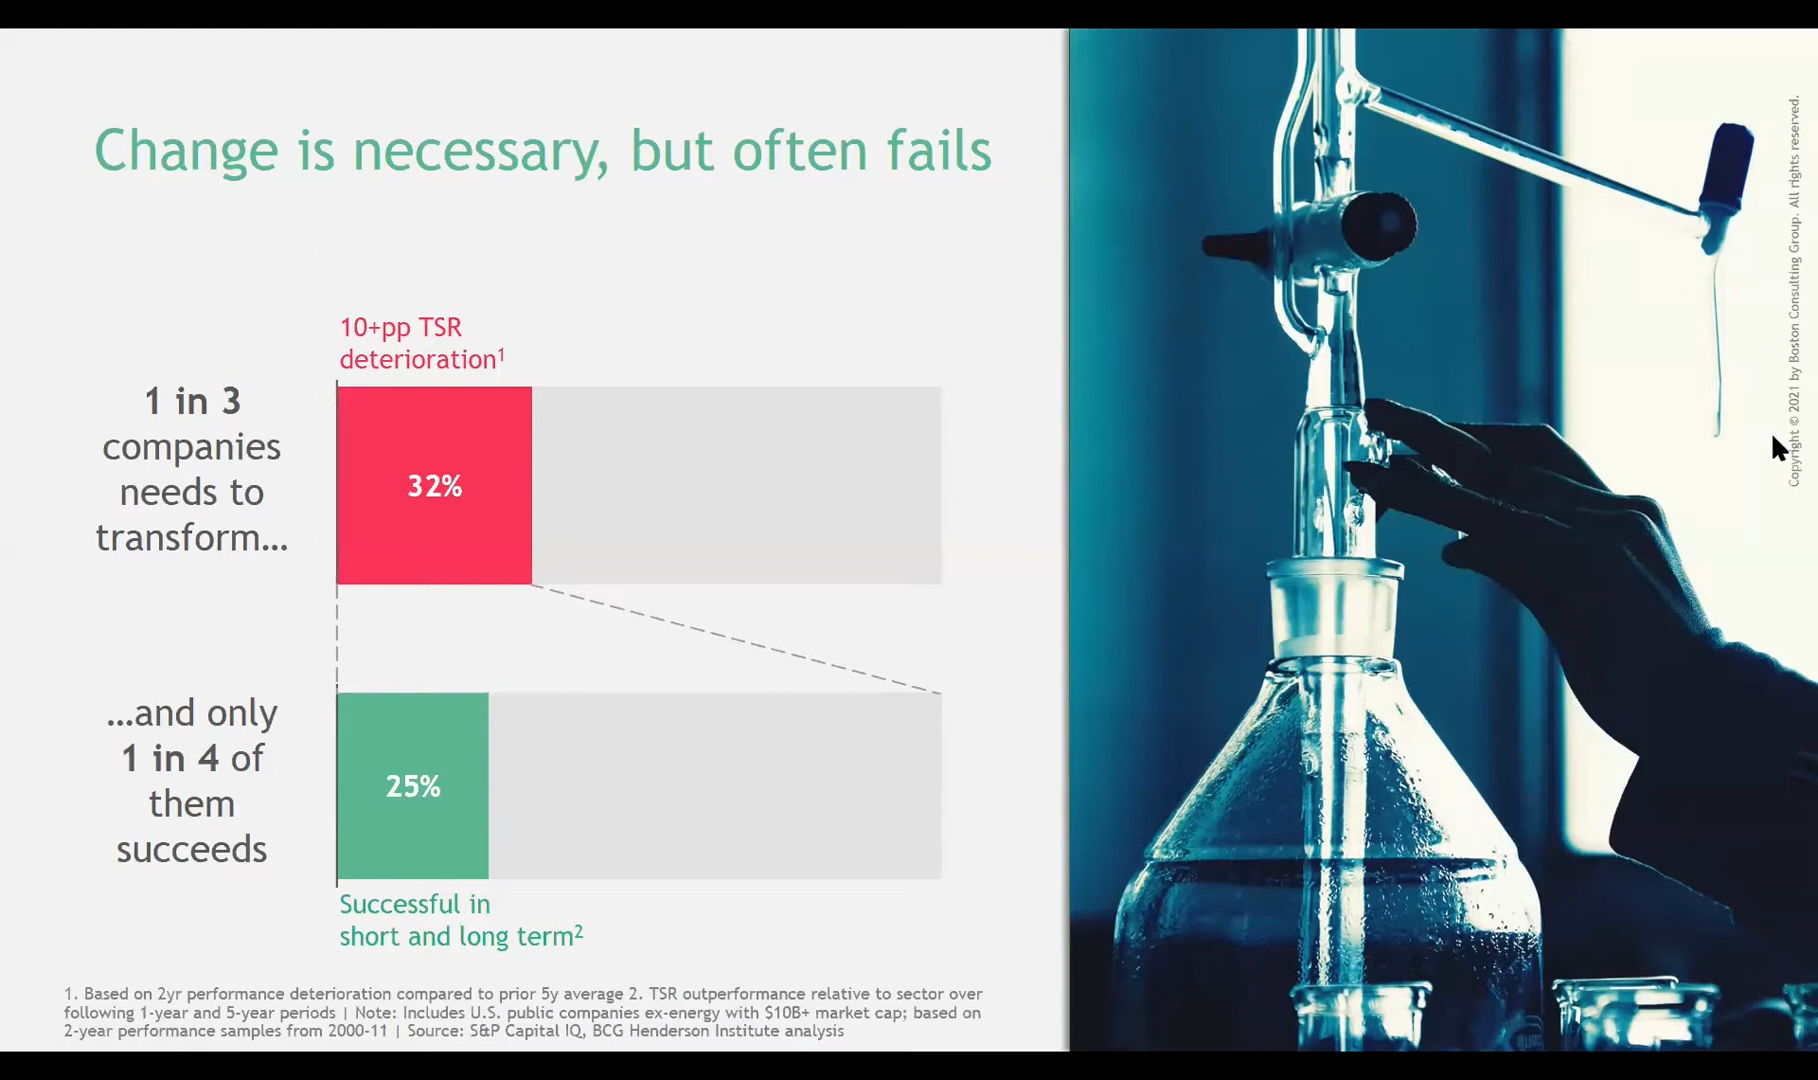 Change is necessary, but often fails
10+pp TSR
deterioration¹
1 in 3
companies
needs to
transform...
32%
...and only
1 in 4 of
them
succeeds
25%
Successful in
short and long term²
1. Based on 2yr performance deterioration compared to prior 5y average 2. TSR outperformance relative to sector over
following 1-year and 5-year periods | Note: Includes U.S. public companies ex-energy with $10B+ market cap; based on
2-year performance samples from 2000-11 | Source: S&P Capital IQ, BCG Henderson Institute analysis
Copyright © 2021 by Boston Consulting Group. All rights reserved.